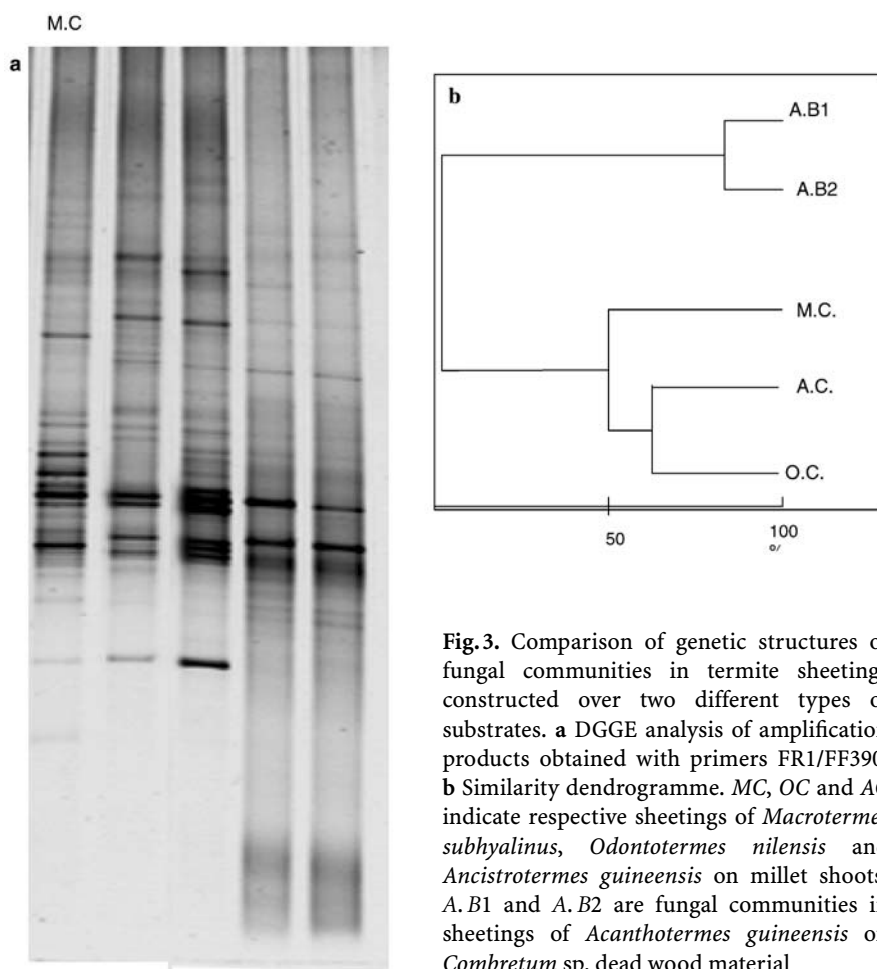 M.C
a
b
A.B1
A.B2
M.C.
A.C.
O.C.
50
100
%
Fig. 3. Comparison of genetic structures o
fungal communities in termite sheeting
constructed over two different types o
substrates. a DGGE analysis of amplification
products obtained with primers FR1/FF390
b Similarity dendrogramme. MC, OC and AC
indicate respective sheetings of Macroterme
subhyalinus, Odontotermes nilensis an
Ancistrotermes guineensis on millet shoots
A. B1 and A. B2 are fungal communities i
sheetings of Acanthotermes guineensis o
Combretum sp. dead wood material